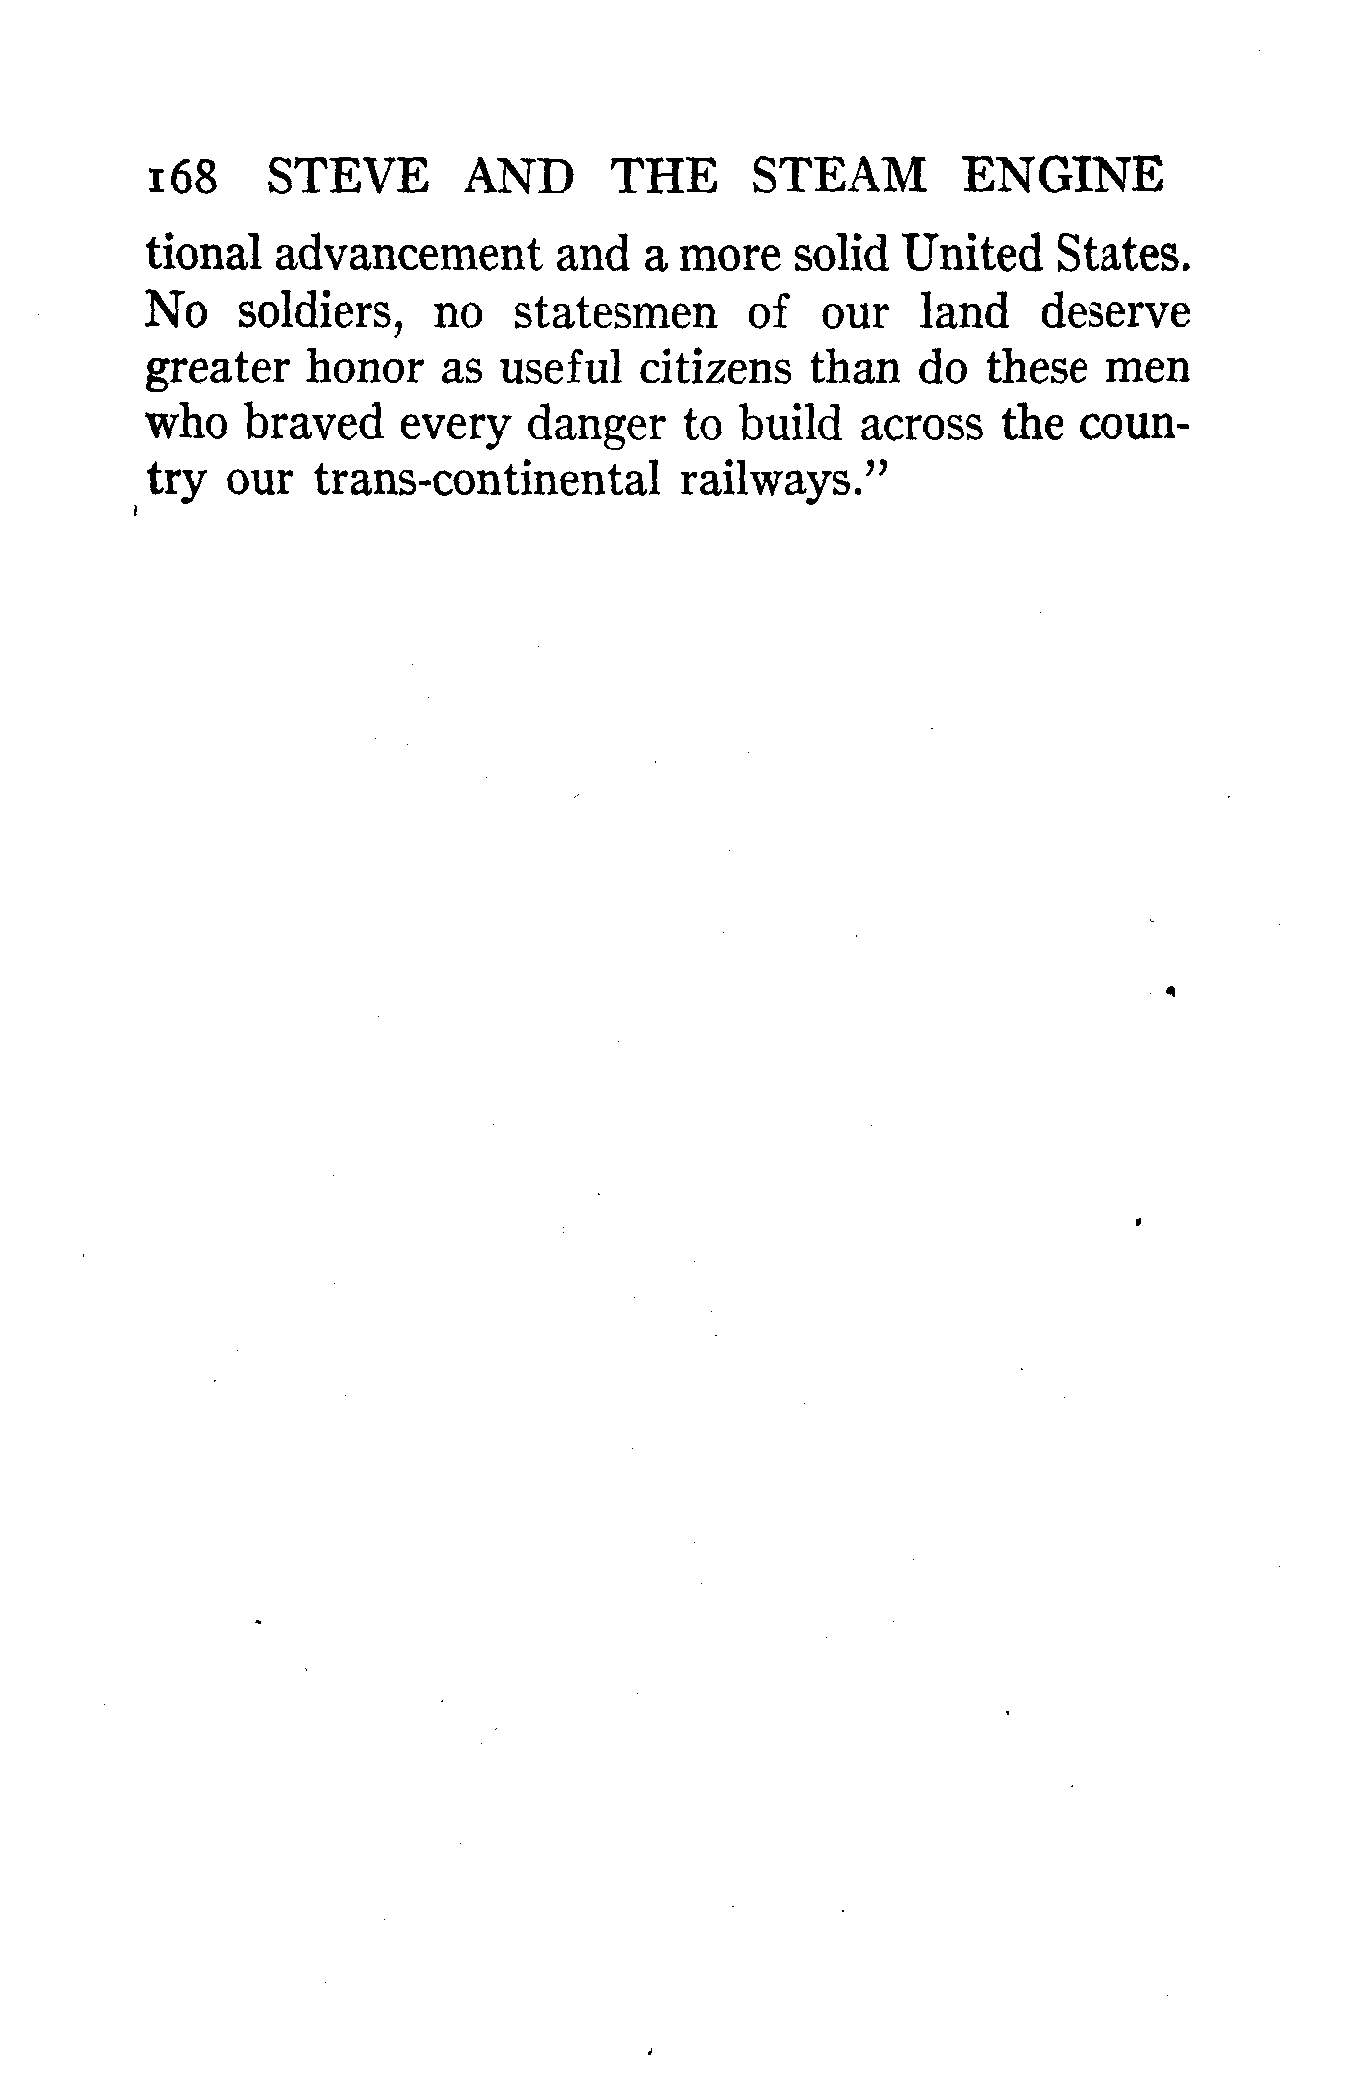 168 STEVE AND THE STEAM ENGINE
tional advancement and a more solid United States.
No soldiers, no statesmen of our land deserve
greater honor as useful citizens than do these men
who braved every danger to build across the coun-
try our trans-continental railways.”